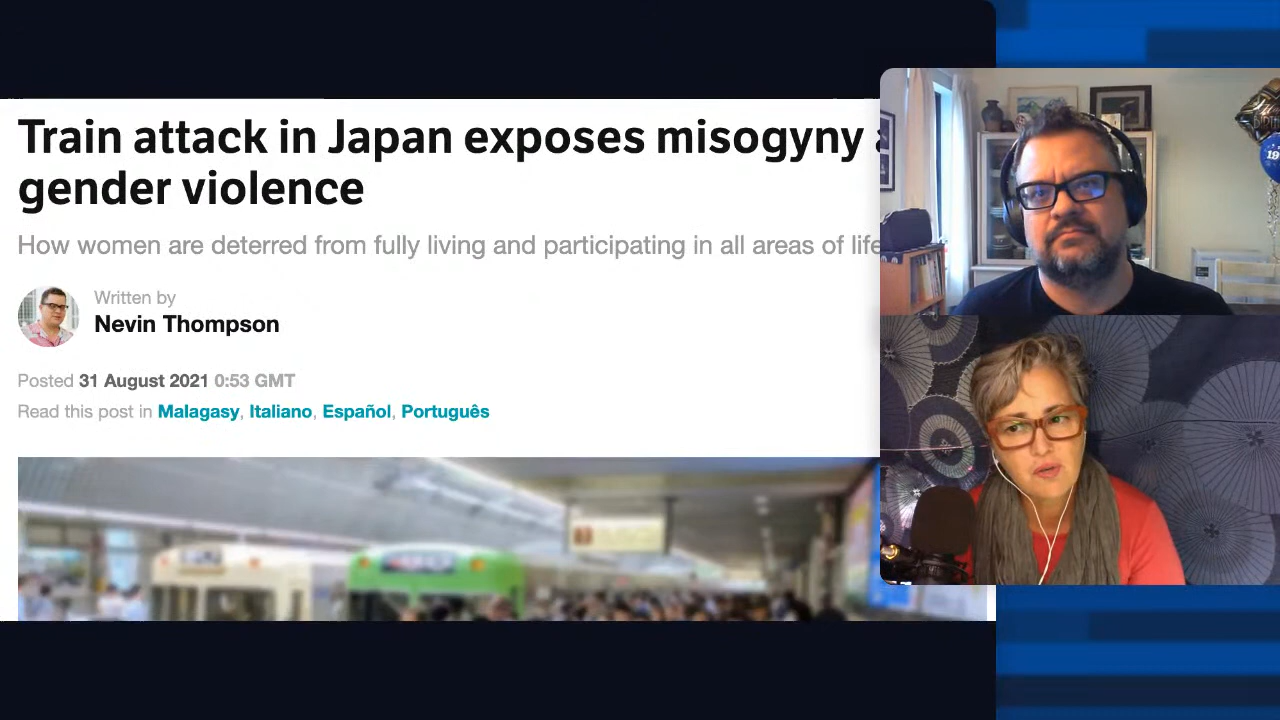 Train attack in Japan exposes misogyny
gender violence
How women are deterred from fully living and participating in all areas of life
Written by
Nevin Thompson
Posted 31 August 2021 0:53 GMT
Read this post in Malagasy, Italiano, Español, Português
19